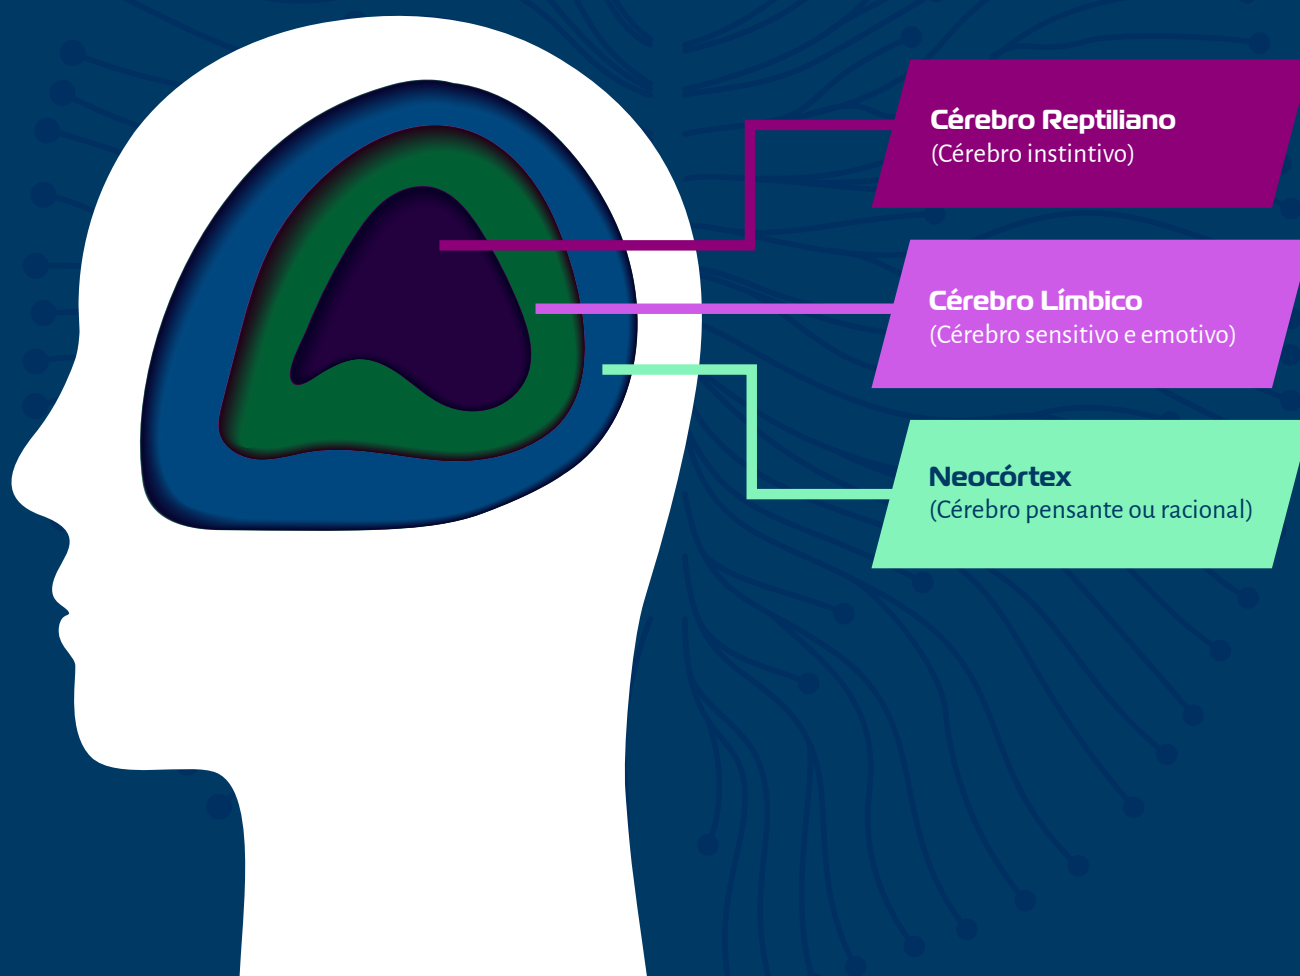 Cérebro Reptiliano
(Cérebro instintivo)
Cérebro Límbico
(Cérebro sensitivo e emotivo)
Neocórtex
(Cérebro pensante ou racional)